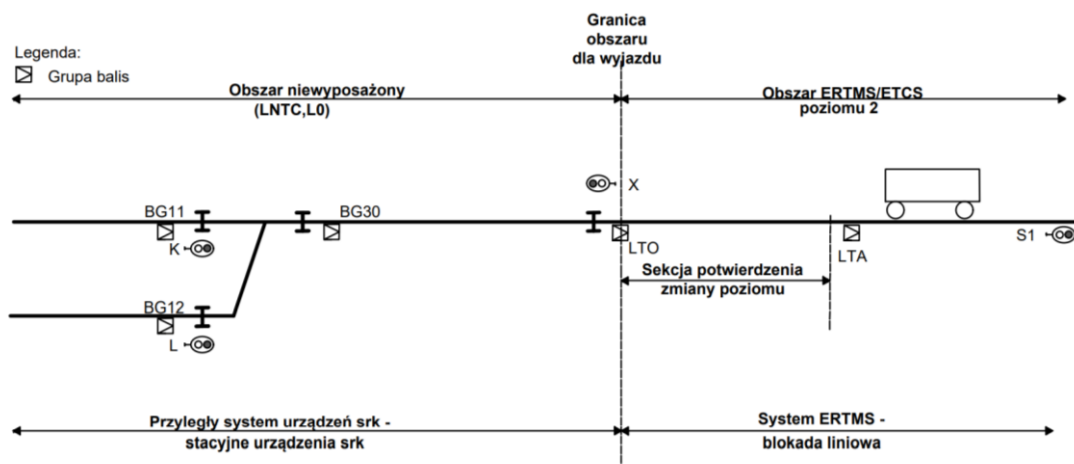 Granica
obszaru
dla wyjazdu
Legenda:
Grupa balis
Obszar niewyposażony
(LNTC,L0)
Obszar ERTMS/ETCS
poziomu 2
X
BG11
BG30
K
LTO
LTA
S1
Sekcja potwierdzenia
zmiany poziomu
BG12
L
Przyległy system urządzeń srk -
stacyjne urządzenia srk
System ERTMS -
blokada liniowa